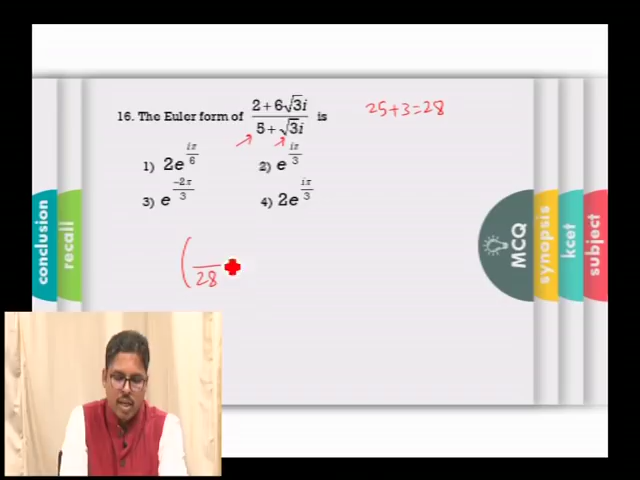 16. The Euler form of (2 + 6√3i)/(5 + √3i) is
25+3=28
1) 2e^(iπ/6) 2) e^(iπ/3)
3) e^(-2π/3) 4) 2e^(iπ/3)
( /28
conclusion
recall
MCQ
synopsis
kcet
subject